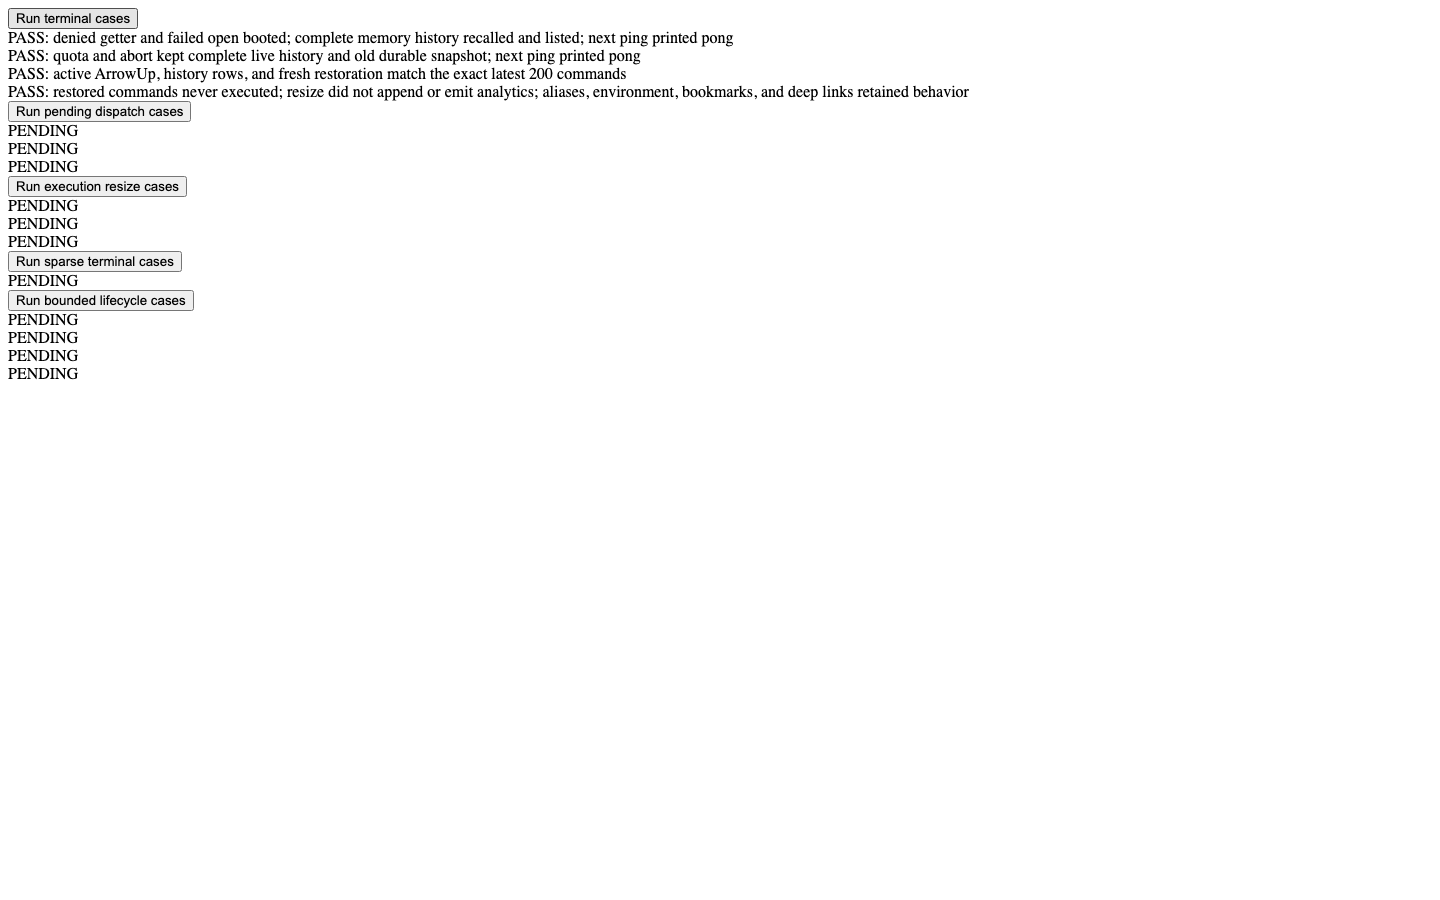 Run terminal cases
PASS: denied getter and failed open booted; complete memory history recalled and listed; next ping printed pong
PASS: quota and abort kept complete live history and old durable snapshot; next ping printed pong
PASS: active ArrowUp, history rows, and fresh restoration match the exact latest 200 commands
PASS: restored commands never executed; resize did not append or emit analytics; aliases, environment, bookmarks, and deep links retained behavior
Run pending dispatch cases
PENDING
PENDING
PENDING
Run execution resize cases
PENDING
PENDING
PENDING
Run sparse terminal cases
PENDING
Run bounded lifecycle cases
PENDING
PENDING
PENDING
PENDING